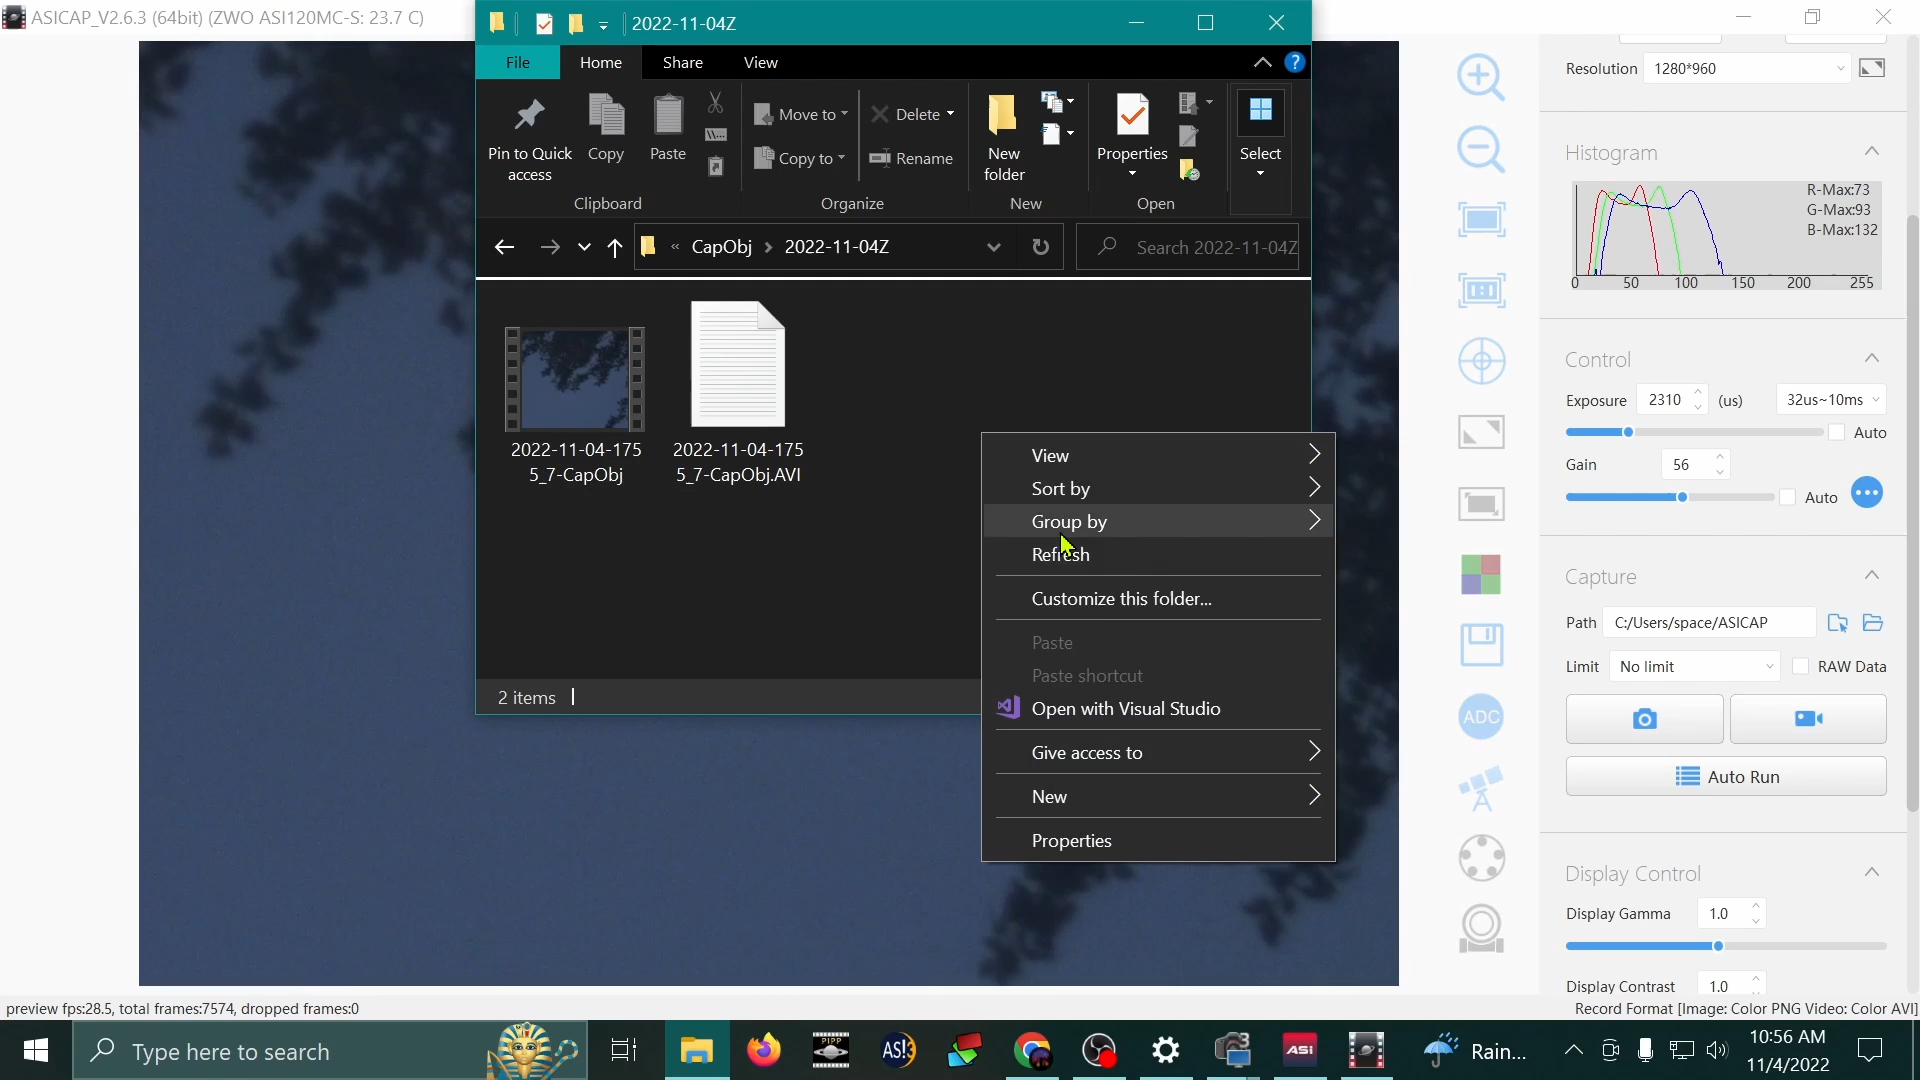 ASICAP_V2.6.3 (64bit) (ZWO ASI120MC-S: 23.7 C)
2022-11-04Z
File
Home
Share
View
?
Pin to Quick
access
Copy
Paste
Move to
Copy to
Delete
Rename
New
folder
Properties
Select
Clipboard
Organize
New
Open
« CapObj > 2022-11-04Z
Search 2022-11-04Z
2022-11-04-175
5_7-CapObj
2022-11-04-175
5_7-CapObj.AVI
2 items
View
Sort by
Group by
Refresh
Customize this folder...
Paste
Paste shortcut
Open with Visual Studio
Give access to
New
Properties
1:1
ADC
Resolution 1280*960
Histogram
R-Max:73
G-Max:93
B-Max:132
0 50 100 150 200 255
Control
Exposure 2310 (us) 32us~10ms
Auto
Gain 56
Auto
Capture
Path C:/Users/space/ASICAP
Limit No limit RAW Data
Auto Run
Display Control
Display Gamma 1.0
Display Contrast 1.0
preview fps:28.5, total frames:7574, dropped frames:0
Record Format [Image: Color PNG Video: Color AVI]
Type here to search
PIPP
AS!3
ASI
Rain...
10:56 AM
11/4/2022